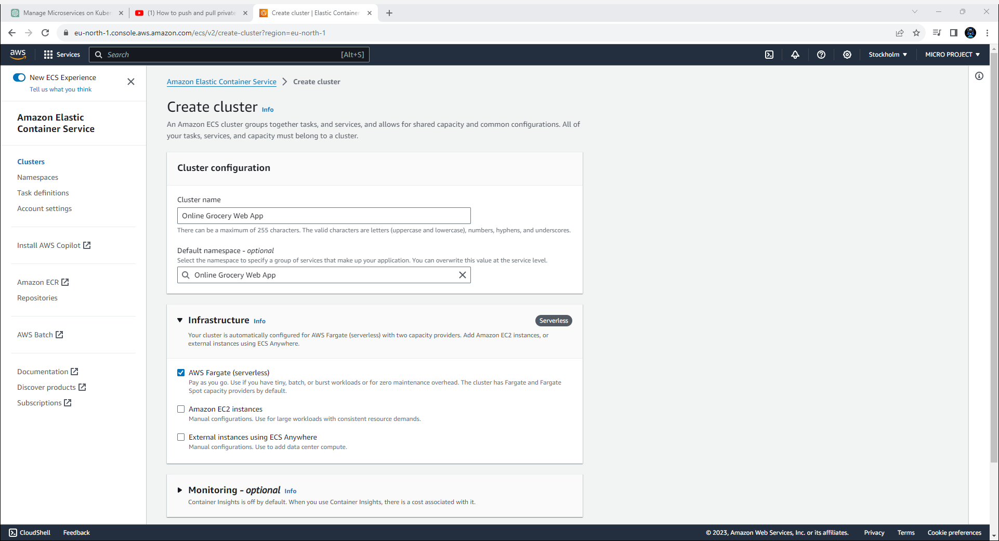 Manage Microservices on Kuber
(1) How to push and pull private
Create cluster | Elastic Container
eu-north-1.console.aws.amazon.com/ecs/v2/create-cluster?region=eu-north-1
aws
Services
Search
[Alt+S]
Stockholm
MICRO PROJECT
New ECS Experience
Tell us what you think
Amazon Elastic
Container Service
Clusters
Namespaces
Task definitions
Account settings
Install AWS Copilot
Amazon ECR
Repositories
AWS Batch
Documentation
Discover products
Subscriptions
Amazon Elastic Container Service > Create cluster
Create cluster Info
An Amazon ECS cluster groups together tasks, and services, and allows for shared capacity and common configurations. All of
your tasks, services, and capacity must belong to a cluster.
Cluster configuration
Cluster name
Online Grocery Web App
There can be a maximum of 255 characters. The valid characters are letters (uppercase and lowercase), numbers, hyphens, and underscores.
Default namespace - optional
Select the namespace to specify a group of services that make up your application. You can overwrite this value at the service level.
Online Grocery Web App
Infrastructure Info
Serverless
Your cluster is automatically configured for AWS Fargate (serverless) with two capacity providers. Add Amazon EC2 instances, or
external instances using ECS Anywhere.
AWS Fargate (serverless)
Pay as you go. Use if you have tiny, batch, or burst workloads or for zero maintenance overhead. The cluster has Fargate and Fargate
Spot capacity providers by default.
Amazon EC2 instances
Manual configurations. Use for large workloads with consistent resource demands.
External instances using ECS Anywhere
Manual configurations. Use to add data center compute.
Monitoring - optional Info
Container Insights is off by default. When you use Container Insights, there is a cost associated with it.
CloudShell
Feedback
© 2023, Amazon Web Services, Inc. or its affiliates.
Privacy
Terms
Cookie preferences